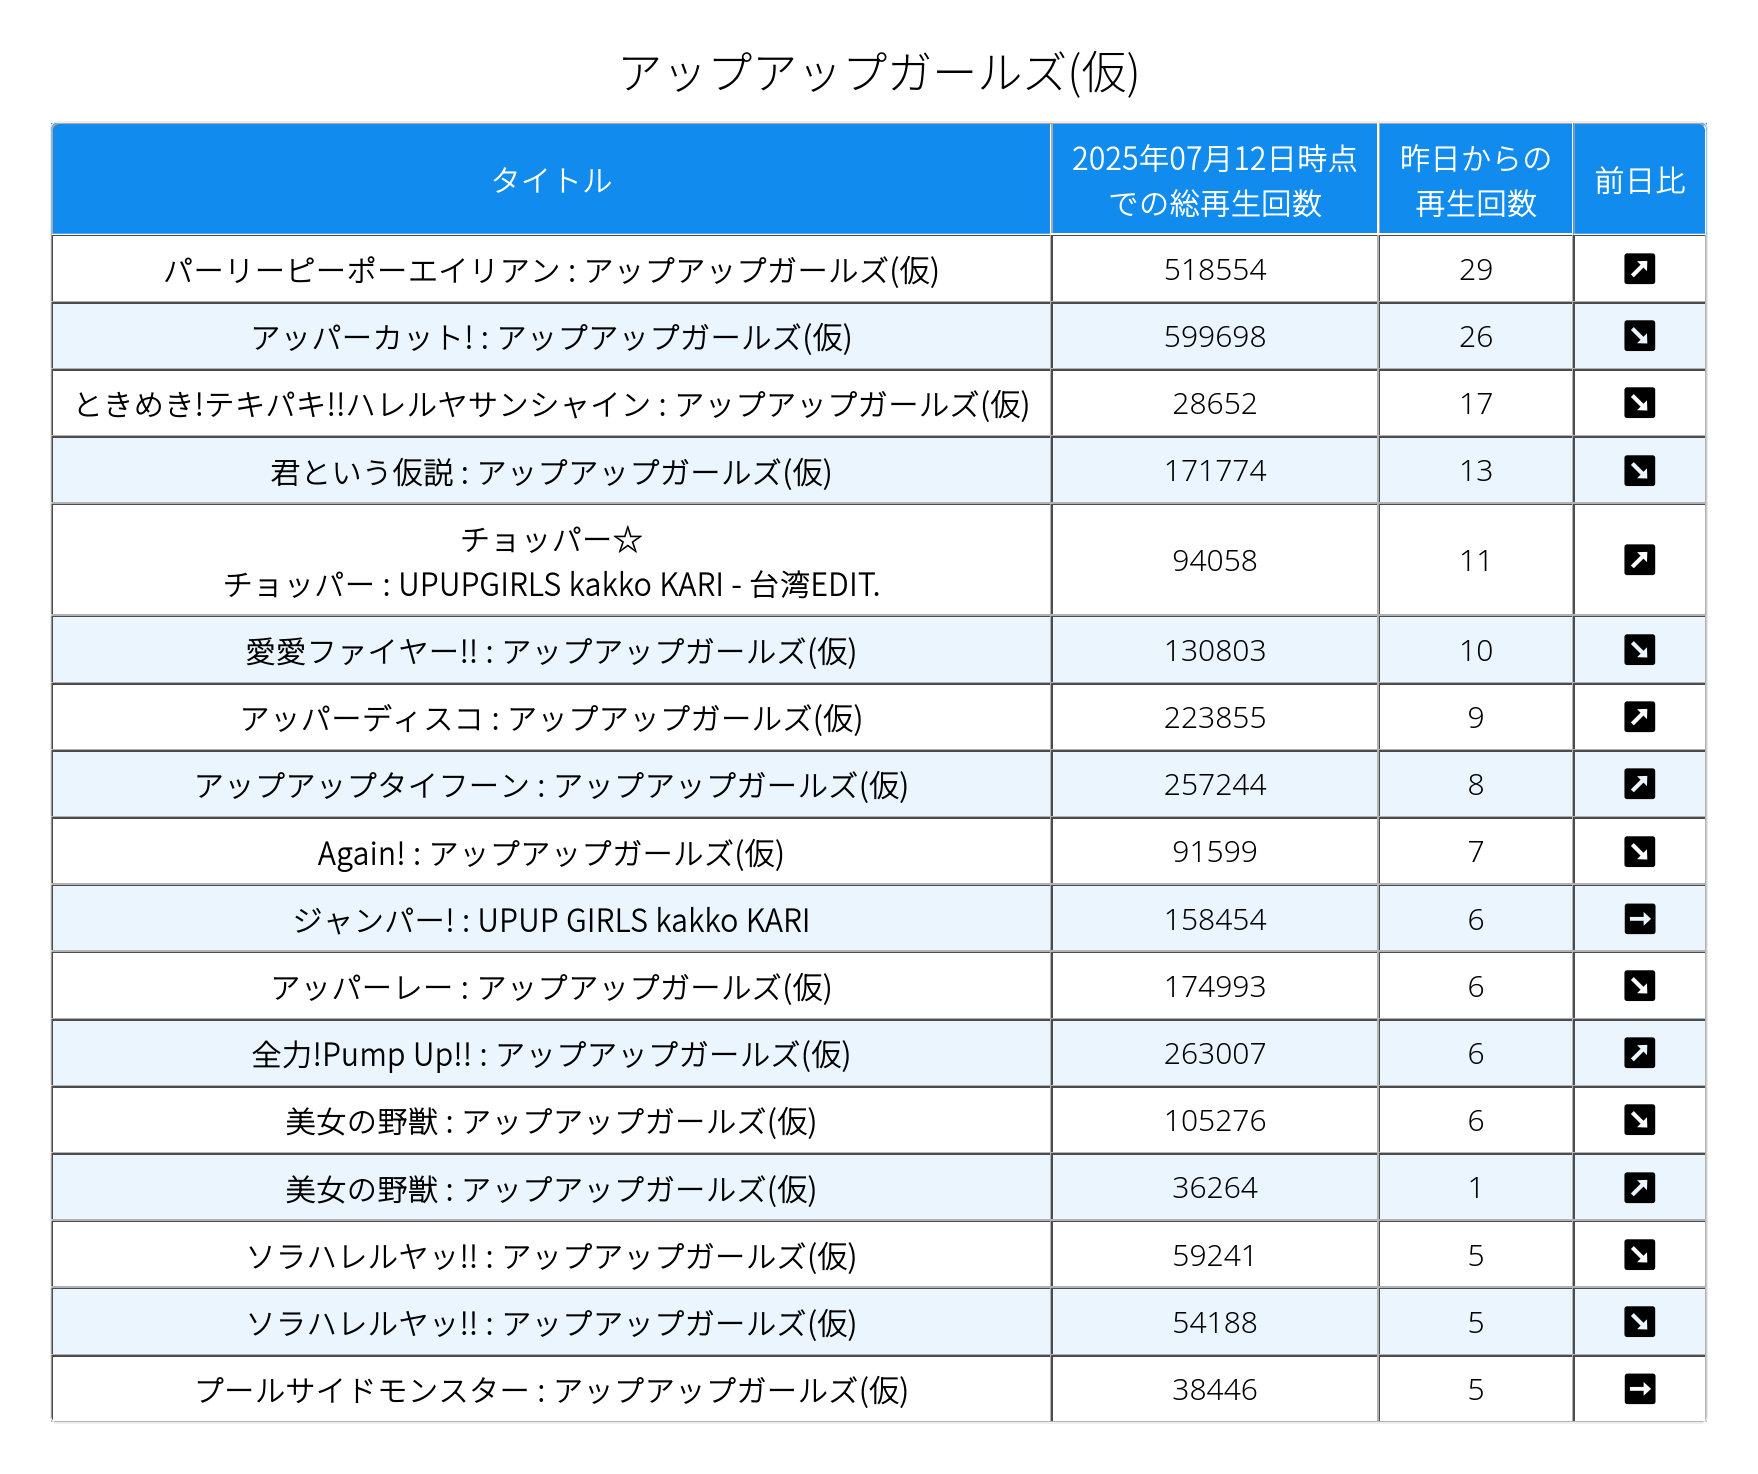 アップアップガールズ(仮)
タイトル
2025年07月12日時点
での総再生回数
昨日からの
再生回数
前日比
パーリーピーポーエイリアン : アップアップガールズ(仮) 518554 29 ↗
アッパーカット! : アップアップガールズ(仮) 599698 26 ↘
ときめき!テキパキ!!ハレルヤサンシャイン : アップアップガールズ(仮) 28652 17 ↘
君という仮説 : アップアップガールズ(仮) 171774 13 ↘
チョッパー☆
チョッパー : UPUPGIRLS kakko KARI - 台湾EDIT. 94058 11 ↗
愛愛ファイヤー!! : アップアップガールズ(仮) 130803 10 ↘
アッパーディスコ : アップアップガールズ(仮) 223855 9 ↗
アップアップタイフーン : アップアップガールズ(仮) 257244 8 ↗
Again! : アップアップガールズ(仮) 91599 7 ↘
ジャンパー! : UPUP GIRLS kakko KARI 158454 6 →
アッパーレー : アップアップガールズ(仮) 174993 6 ↘
全力!Pump Up!! : アップアップガールズ(仮) 263007 6 ↗
美女の野獣 : アップアップガールズ(仮) 105276 6 ↘
美女の野獣 : アップアップガールズ(仮) 36264 1 ↗
ソラハレルヤッ!! : アップアップガールズ(仮) 59241 5 ↘
ソラハレルヤッ!! : アップアップガールズ(仮) 54188 5 ↘
プールサイドモンスター : アップアップガールズ(仮) 38446 5 →